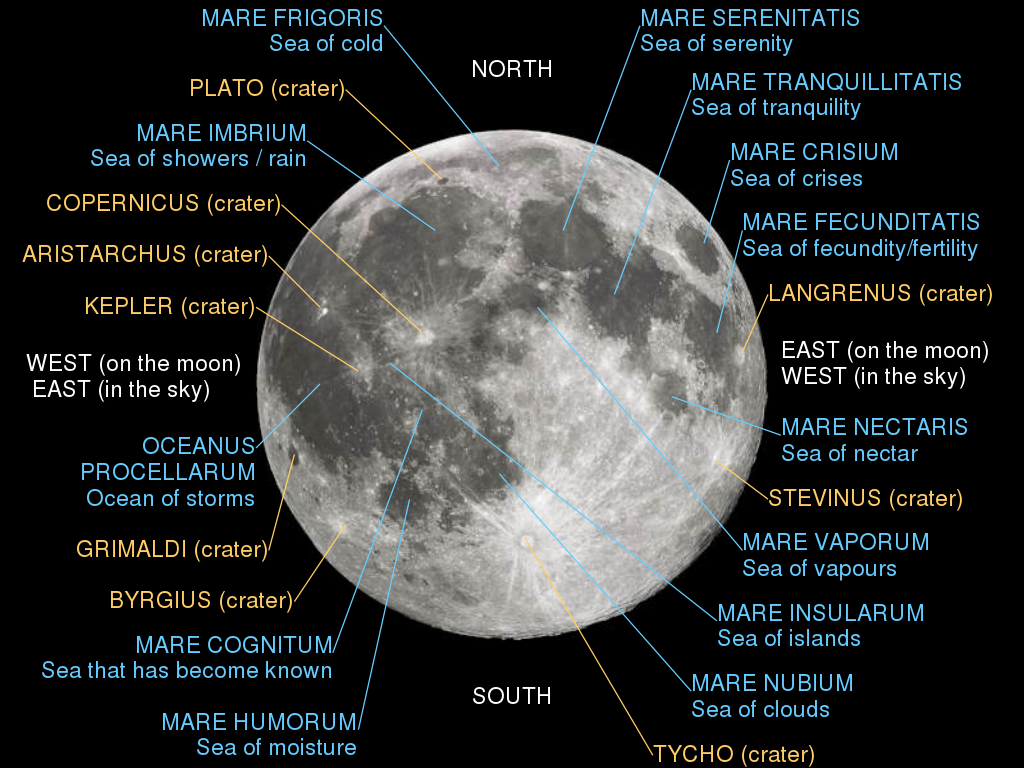 MARE FRIGORIS
Sea of cold
PLATO (crater)
MARE IMBRIUM
Sea of showers / rain
COPERNICUS (crater)
ARISTARCHUS (crater)
KEPLER (crater)
WEST (on the moon)
EAST (in the sky)
OCEANUS
PROCELLARUM
Ocean of storms
GRIMALDI (crater)
BYRGIUS (crater)
MARE COGNITUM
Sea that has become known
MARE HUMORUM
Sea of moisture
NORTH
SOUTH
MARE SERENITATIS
Sea of serenity
MARE TRANQUILLITATIS
Sea of tranquility
MARE CRISIUM
Sea of crises
MARE FECUNDITATIS
Sea of fecundity/fertility
LANGRENUS (crater)
EAST (on the moon)
WEST (in the sky)
MARE NECTARIS
Sea of nectar
STEVINUS (crater)
MARE VAPORUM
Sea of vapours
MARE INSULARUM
Sea of islands
MARE NUBIUM
Sea of clouds
TYCHO (crater)